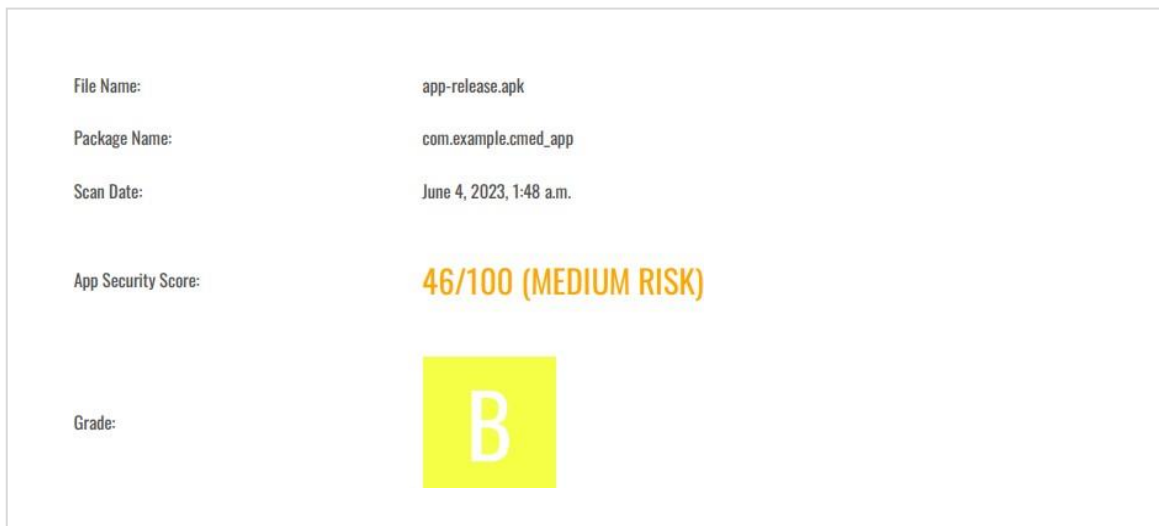 File Name: app-release.apk
Package Name: com.example.cmed_app
Scan Date: June 4, 2023, 1:48 a.m.
App Security Score: 46/100 (MEDIUM RISK)
Grade: B